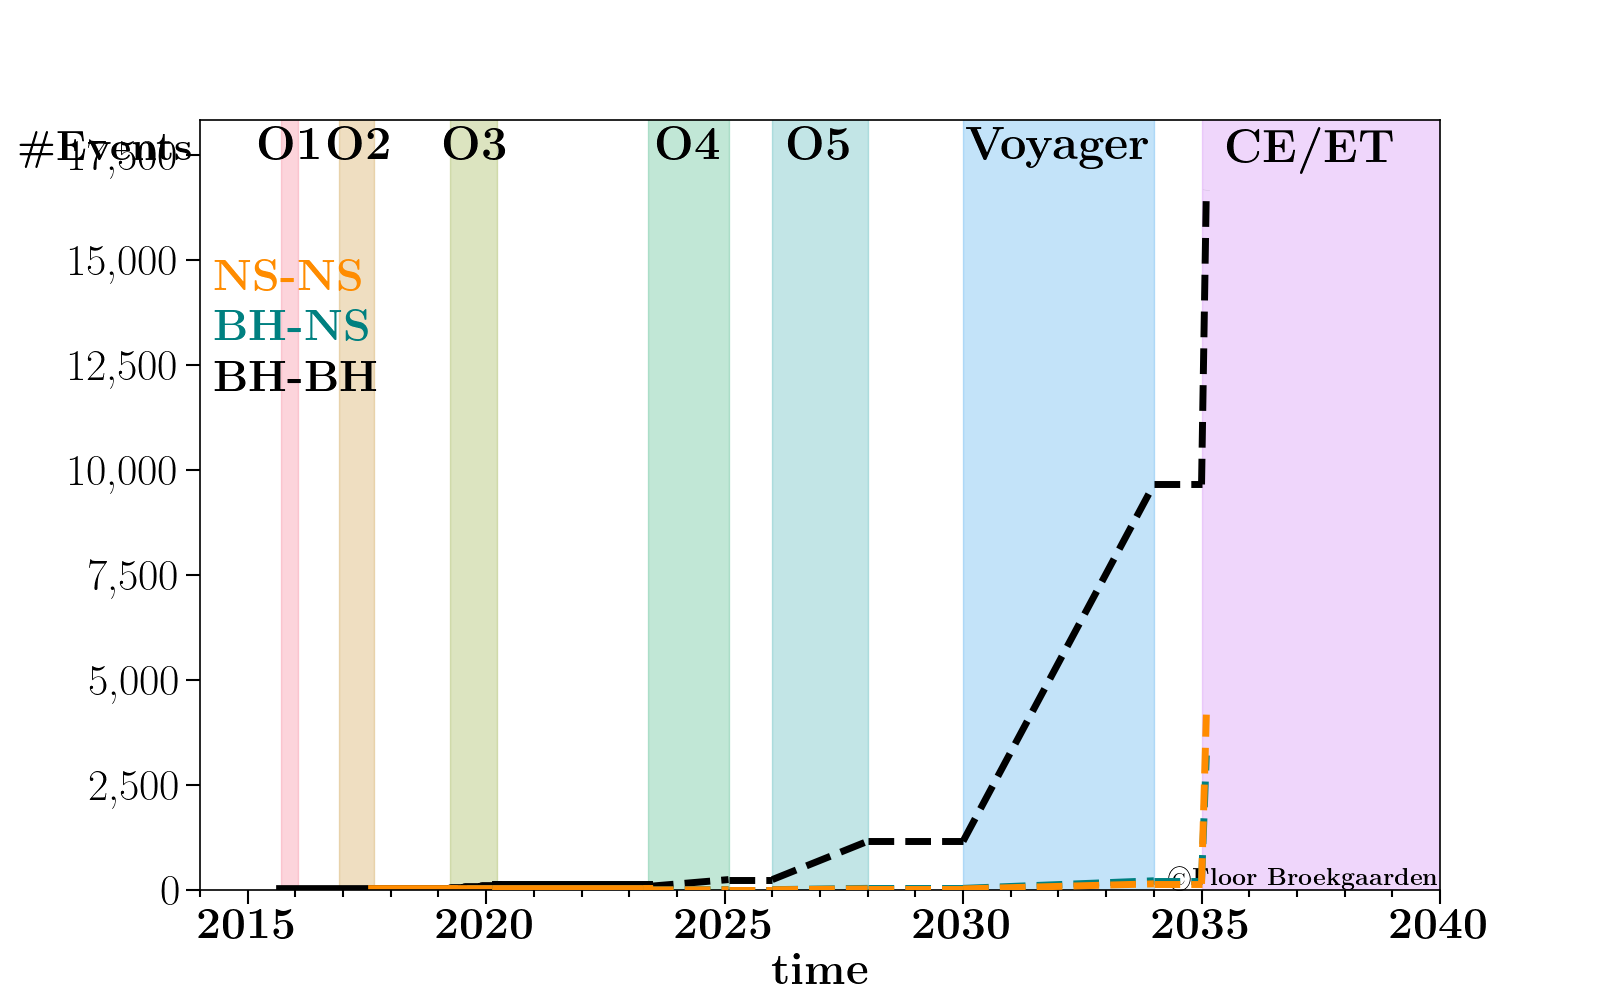 #Events
17,500
O1 O2 O3 O4 O5 Voyager CE/ET
15,000
NS-NS
BH-NS
12,500
BH-BH
10,000
7,500
5,000
2,500
0
©Floor Broekgaarden
2015 2020 2025 2030 2035 2040
time